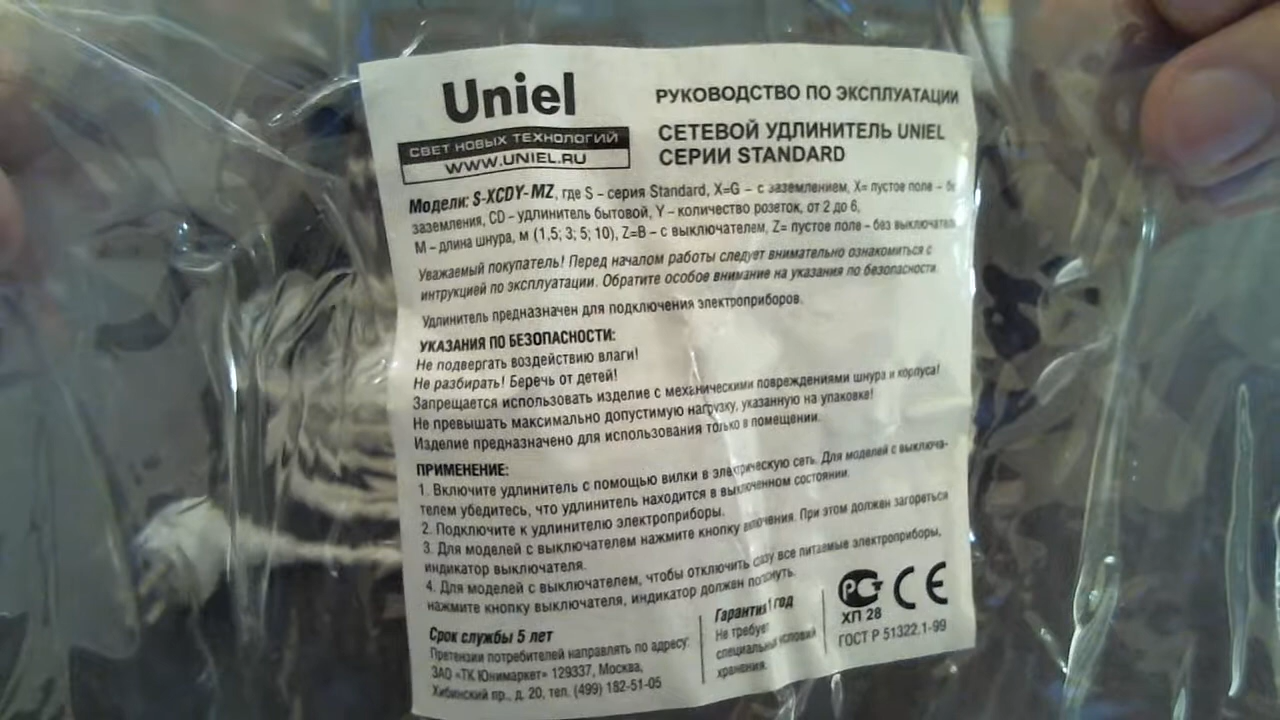 Uniel
СВЕТ НОВЫХ ТЕХНОЛОГИЙ
WWW.UNIEL.RU
РУКОВОДСТВО ПО ЭКСПЛУАТАЦИИ
СЕТЕВОЙ УДЛИНИТЕЛЬ UNIEL
СЕРИИ STANDARD
Модели: S-XCDY-MZ, где S – серия Standard, X=G – с заземлением, X= пустое поле –
заземления, CD – удлинитель бытовой, Y – количество розеток, от 2 до 6,
M – длина шнура, м (1,5; 3; 5; 10), Z=B – с выключателем, Z= пустое поле – без
Уважаемый покупатель! Перед началом работы следует внимательно ознакомиться с
интрукцией по эксплуатации. Обратите особое внимание на указания по безопасности.
Удлинитель предназначен для подключения электроприборов.
УКАЗАНИЯ ПО БЕЗОПАСНОСТИ:
Не подвергать воздействию влаги!
Не разбирать! Беречь от детей!
Запрещается использовать изделие с механическими повреждениями шнура и корпуса!
Не превышать максимально допустимую нагрузку, указанную на упаковке!
Изделие предназначено для использования только в помещении.
ПРИМЕНЕНИЕ:
1. Включите удлинитель с помощью вилки в электрическую сеть. Для моделей с выключа-
телем убедитесь, что удлинитель находится в выключенном состоянии.
2. Подключите к удлинителю электроприборы.
3. Для моделей с выключателем нажмите кнопку включения. При этом должен загореться
индикатор выключателя.
4. Для моделей с выключателем, чтобы отключить сразу все питаемые электроприборы,
нажмите кнопку выключателя, индикатор должен погаснуть.
Срок службы 5 лет
Претензии потребителей направлять по адресу:
ЗАО «ТК Юнимаркет» 129337, Москва,
Хибинский пр., д. 20, тел. (499) 182-51-05
Гарантия 1 год
Не требует
специальных условий
хранения.
РСТ CE
ХП 28
ГОСТ Р 51322.1-99